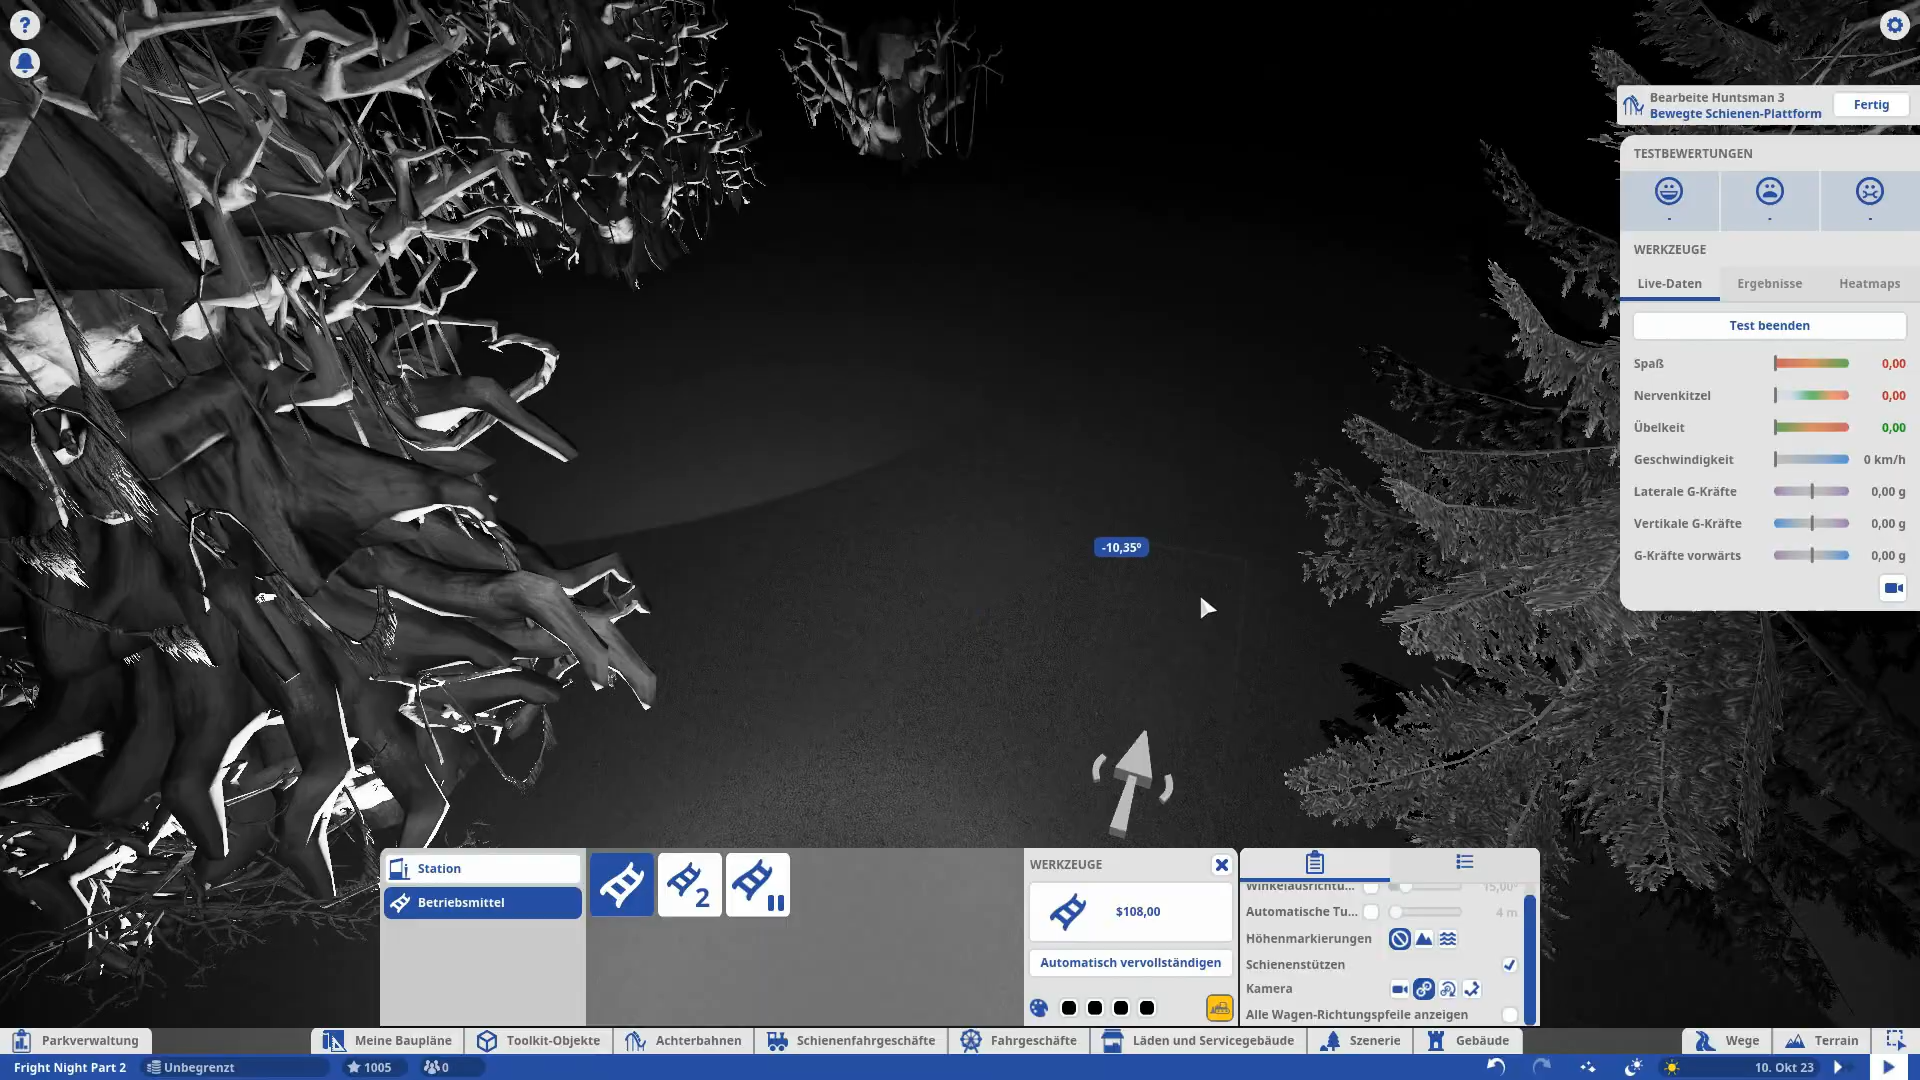 ?
Bearbeite Huntsman 3
Bewegte Schienen-Plattform
Fertig
TESTBEWERTUNGEN
- - -
WERKZEUGE
Live-Daten Ergebnisse Heatmaps
Test beenden
Spaß 0,00
Nervenkitzel 0,00
Übelkeit 0,00
Geschwindigkeit 0 km/h
Laterale G-Kräfte 0,00 g
Vertikale G-Kräfte 0,00 g
G-Kräfte vorwärts 0,00 g
-10,35º
Station
Betriebsmittel
2
WERKZEUGE
$108,00
Automatisch vervollständigen
Winkelausrichtu... 15,00º
Automatische Tu... 4 m
Höhenmarkierungen
Schienenstützen
Kamera
Alle Wagen-Richtungspfeile anzeigen
Parkverwaltung Meine Baupläne Toolkit-Objekte Achterbahnen Schienenfahrgeschäfte Fahrgeschäfte Läden und Servicegebäude Szenerie Gebäude Wege Terrain
Fright Night Part 2 Unbegrenzt 1005 0 10. Okt 23